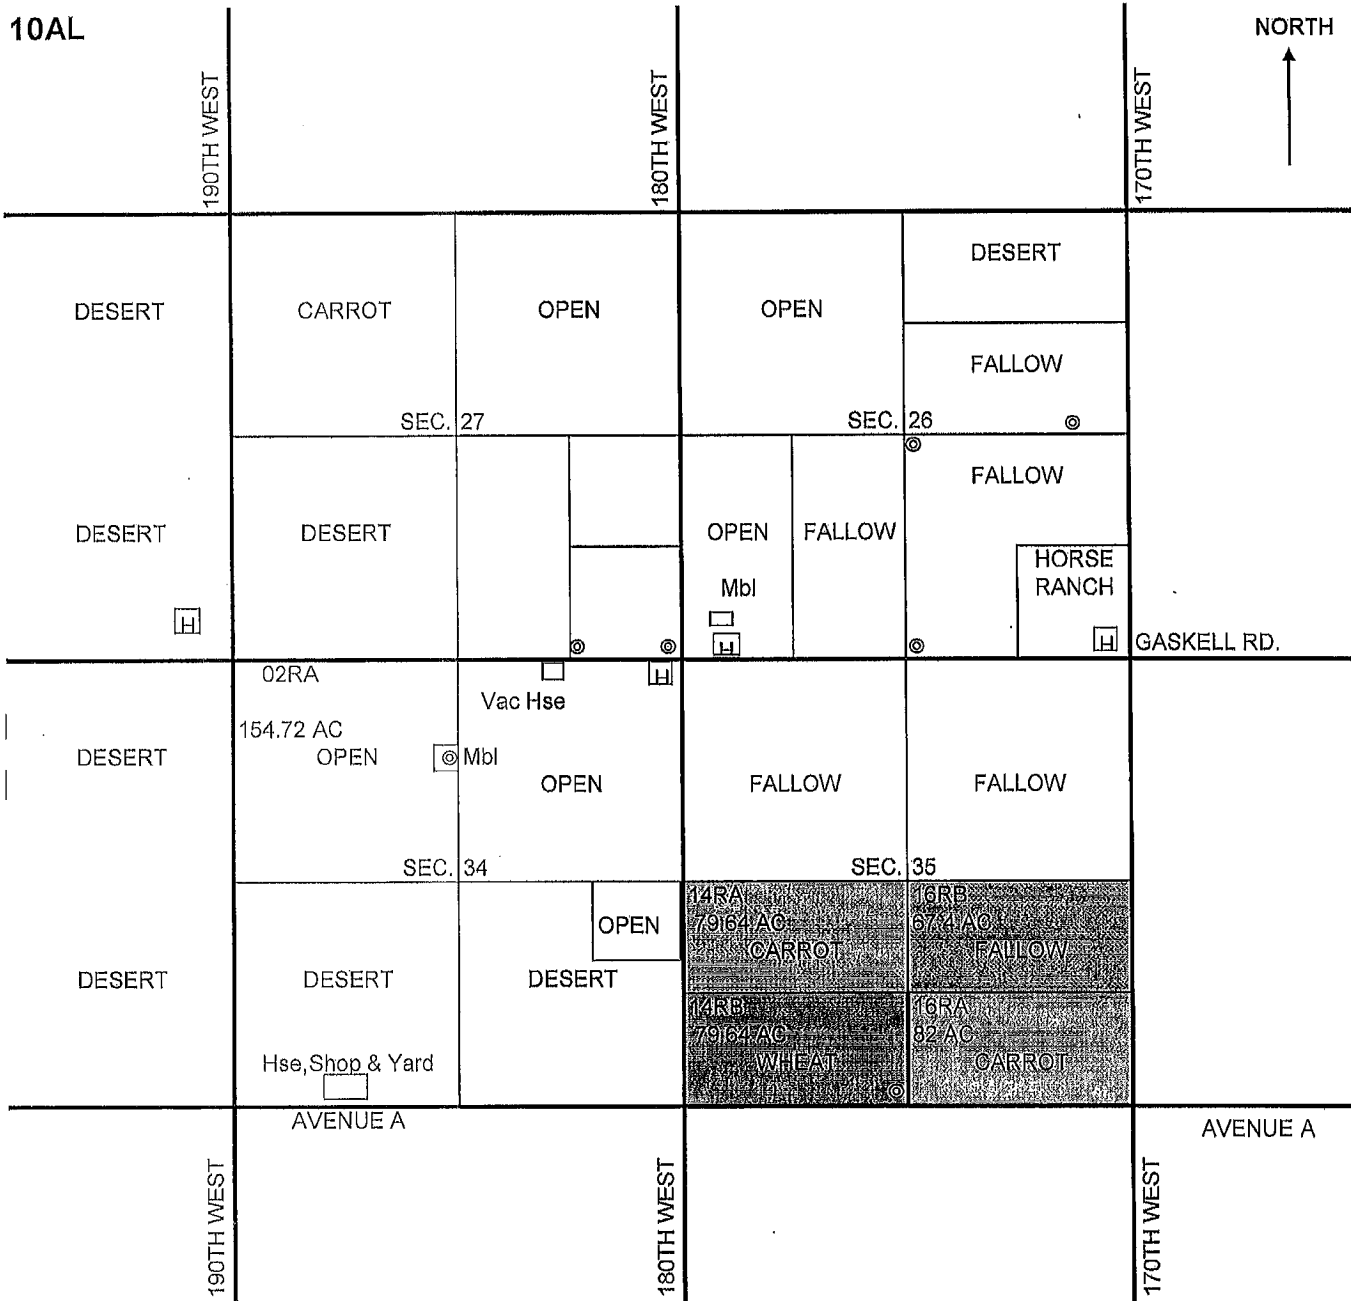 10AL
NORTH
190TH WEST
180TH WEST
170TH WEST
DESERT
CARROT
OPEN
OPEN
DESERT
FALLOW
SEC. 27
SEC. 26
DESERT
DESERT
OPEN
FALLOW
FALLOW
Mbl
HORSE
RANCH
H
H
H
GASKELL RD.
02RA
Vac Hse
H
154.72 AC
DESERT
OPEN
Mbl
OPEN
FALLOW
FALLOW
SEC. 34
SEC. 35
14RA
79.64 AC
CARROT
16RB
67.4 AC
FALLOW
OPEN
DESERT
DESERT
DESERT
14RB
79.64 AC
WHEAT
16RA
82 AC
CARROT
Hse,Shop & Yard
AVENUE A
AVENUE A
190TH WEST
180TH WEST
170TH WEST